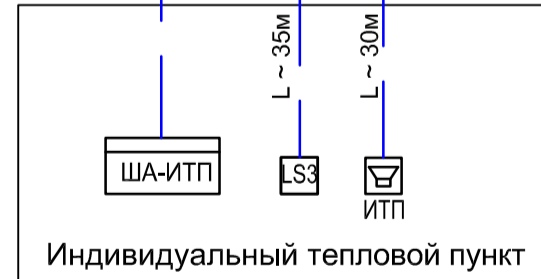 L ~ 35м
L ~ 30м
ША-ИТП
LS3
ИТП
Индивидуальный тепловой пункт